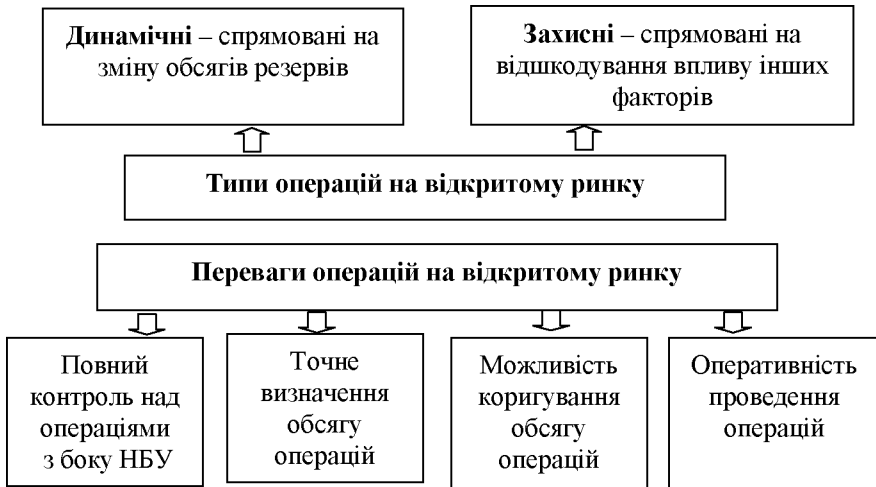 Динамічні – спрямовані на
зміну обсягів резервів
Захисні – спрямовані на
відшкодування впливу інших
факторів
Типи операцій на відкритому ринку
Переваги операцій на відкритому ринку
Повний
контроль над
операціями
з боку НБУ
Точне
визначення
обсягу
операцій
Можливість
коригування
обсягу
операцій
Оперативність
проведення
операцій